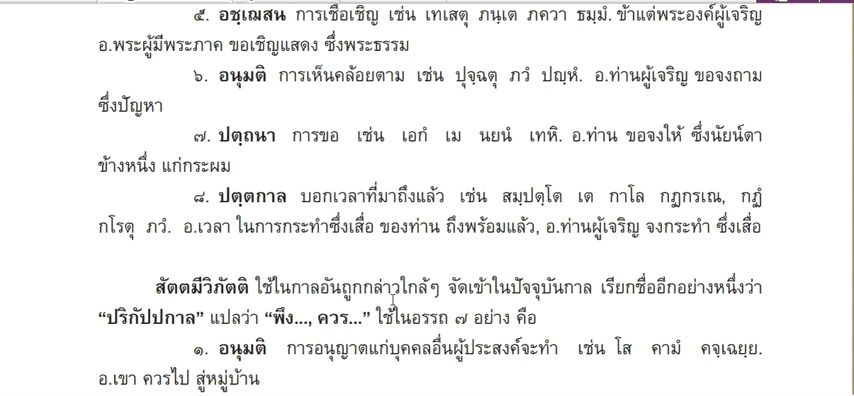 ๕. อชฺเฌสน การเชื้อเชิญ เช่น เทเสตุ ภนฺเต ภควา ธมฺมํ. ข้าแต่พระองค์ผู้เจริญ
อ.พระผู้มีพระภาค ขอเชิญแสดง ซึ่งพระธรรม
๖. อนุมติ การเห็นคล้อยตาม เช่น ปุจฺฉตุ ภวํ ปญฺหํ. อ.ท่านผู้เจริญ ขอจงถาม
ซึ่งปัญหา
๗. ปตฺถนา การขอ เช่น เอกํ เม นยนํ เทหิ. อ.ท่าน ขอจงให้ ซึ่งนัยน์ตา
ข้างหนึ่ง แก่กระผม
๘. ปตฺตกาล บอกเวลาที่มาถึงแล้ว เช่น สมฺปตฺโต เต กาโล กฏกรเณ, กฏํ
กโรตุ ภวํ. อ.เวลา ในการกระทำซึ่งเสื่อ ของท่าน ถึงพร้อมแล้ว, อ.ท่านผู้เจริญ จงกระทำ ซึ่งเสื่อ
สัตตมีวิภัตติ ใช้ในกาลอันถูกกล่าวใกล้ๆ จัดเข้าในปัจจุบันกาล เรียกชื่ออีกอย่างหนึ่งว่า
“ปริกัปปกาล” แปลว่า “พึง..., ควร...” ใช้ในอรรถ ๗ อย่าง คือ
๑. อนุมติ การอนุญาตแก่บุคคลอื่นผู้ประสงค์จะทำ เช่น โส คามํ คจฺเฉยฺย.
อ.เขา ควรไป สู่หมู่บ้าน